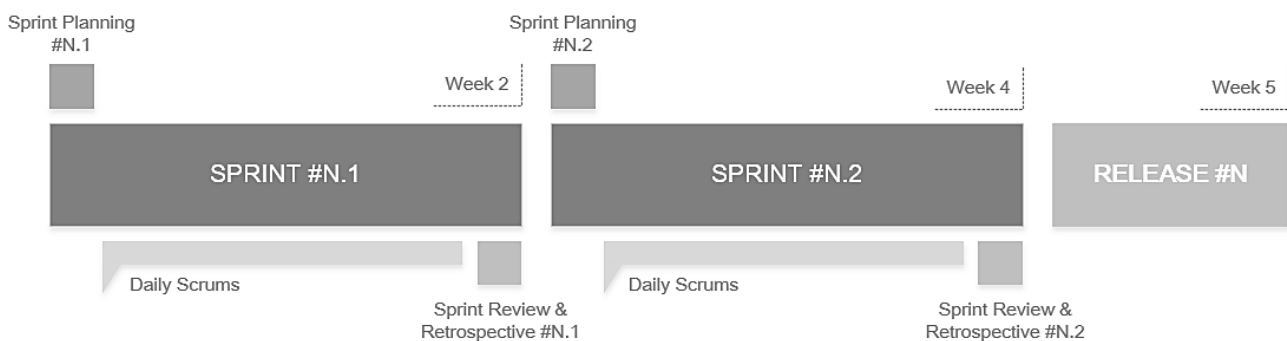 Sprint Planning
#N.1
Sprint Planning
#N.2
Week 2
Week 4
Week 5
SPRINT #N.1
SPRINT #N.2
RELEASE #N
Daily Scrums
Daily Scrums
Sprint Review &
Retrospective #N.1
Sprint Review &
Retrospective #N.2